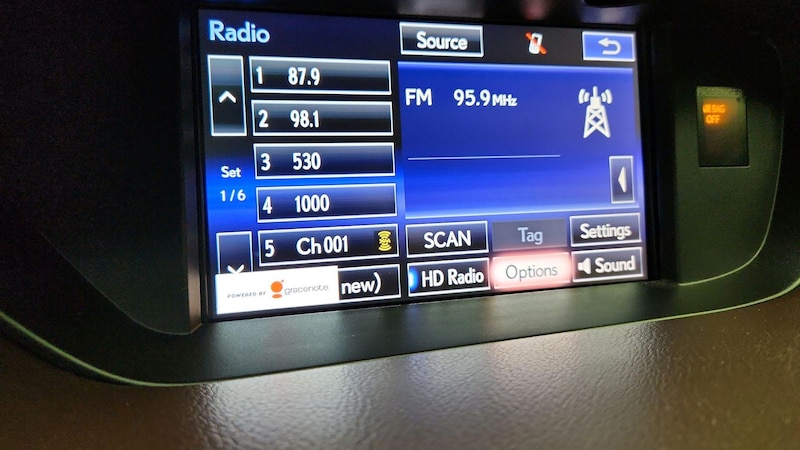 Radio
Source
1 87.9
2 98.1
3 530
4 1000
5 Ch 001
Set
1/6
FM 95.9 MHz
SCAN
Tag
Settings
POWERED BY gracenote.
new)
HD Radio
Options
Sound
AIRBAG
OFF